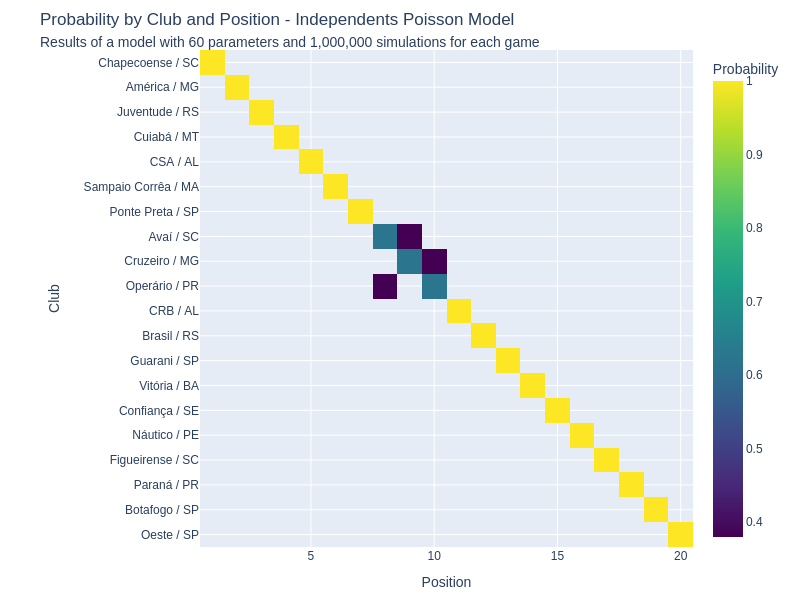 Probability by Club and Position - Independents Poisson Model
Results of a model with 60 parameters and 1,000,000 simulations for each game
Probability
Chapecoense / SC
América / MG
Juventude / RS
Cuiabá / MT
CSA / AL
Sampaio Corrêa / MA
Ponte Preta / SP
Avaí / SC
Cruzeiro / MG
Operário / PR
CRB / AL
Brasil / RS
Guarani / SP
Vitória / BA
Confiança / SE
Náutico / PE
Figueirense / SC
Paraná / PR
Botafogo / SP
Oeste / SP
Club
5 10 15 20
Position
1
0.9
0.8
0.7
0.6
0.5
0.4